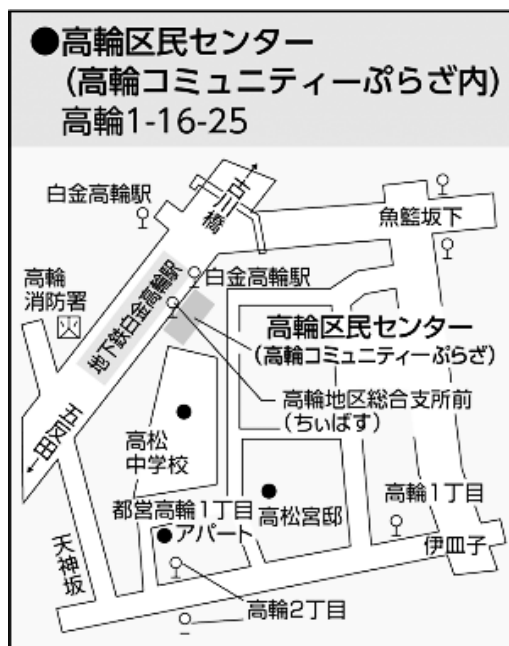 ●高輪区民センター
(高輪コミュニティーぷらざ内)
高輪1-16-25
白金高輪駅
古川橋
魚籃坂下
高輪
消防署
地下鉄白金高輪駅
白金高輪駅
高輪区民センター
(高輪コミュニティーぷらざ)
高輪地区総合支所前
(ちぃばす)
五反田
高松
中学校
都営高輪1丁目
アパート
高松宮邸
高輪1丁目
伊皿子
天神坂
高輪2丁目